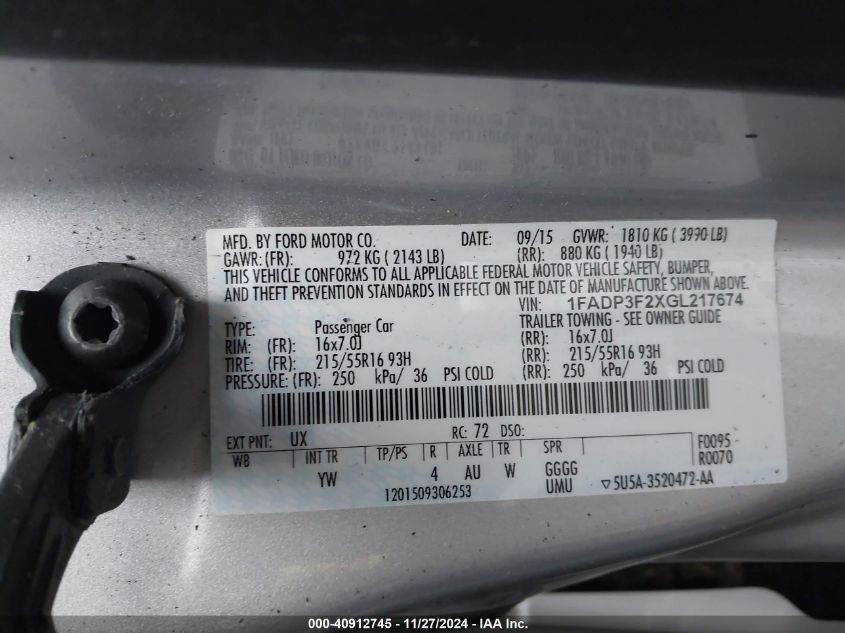 MFD. BY FORD MOTOR CO. DATE: 09/15 GVWR: 1810 KG ( 3990 LB)
GAWR:(FR): 972 KG ( 2143 LB) (RR): 880 KG ( 1940 LB)
THIS VEHICLE CONFORMS TO ALL APPLICABLE FEDERAL MOTOR VEHICLE SAFETY, BUMPER,
AND THEFT PREVENTION STANDARDS IN EFFECT ON THE DATE OF MANUFACTURE SHOWN ABOVE.
VIN: 1FADP3F2XGL217674
TYPE: Passenger Car TRAILER TOWING - SEE OWNER GUIDE
RIM: (FR): 16x7.0J (RR): 16x7.0J
TIRE: (FR): 215/55R16 93H (RR): 215/55R16 93H
PRESSURE: (FR): 250 kPa/ 36 PSI COLD (RR): 250 kPa/ 36 PSI COLD
EXT PNT: UX RC: 72 DSO: F0095
WB INT TR TP/PS R AXLE TR SPR R0070
YW 4 AU W GGGG
1201509306253 UMU ▽5U5A-3520472-AA
000-40912745 - 11/27/2024 - IAA Inc.